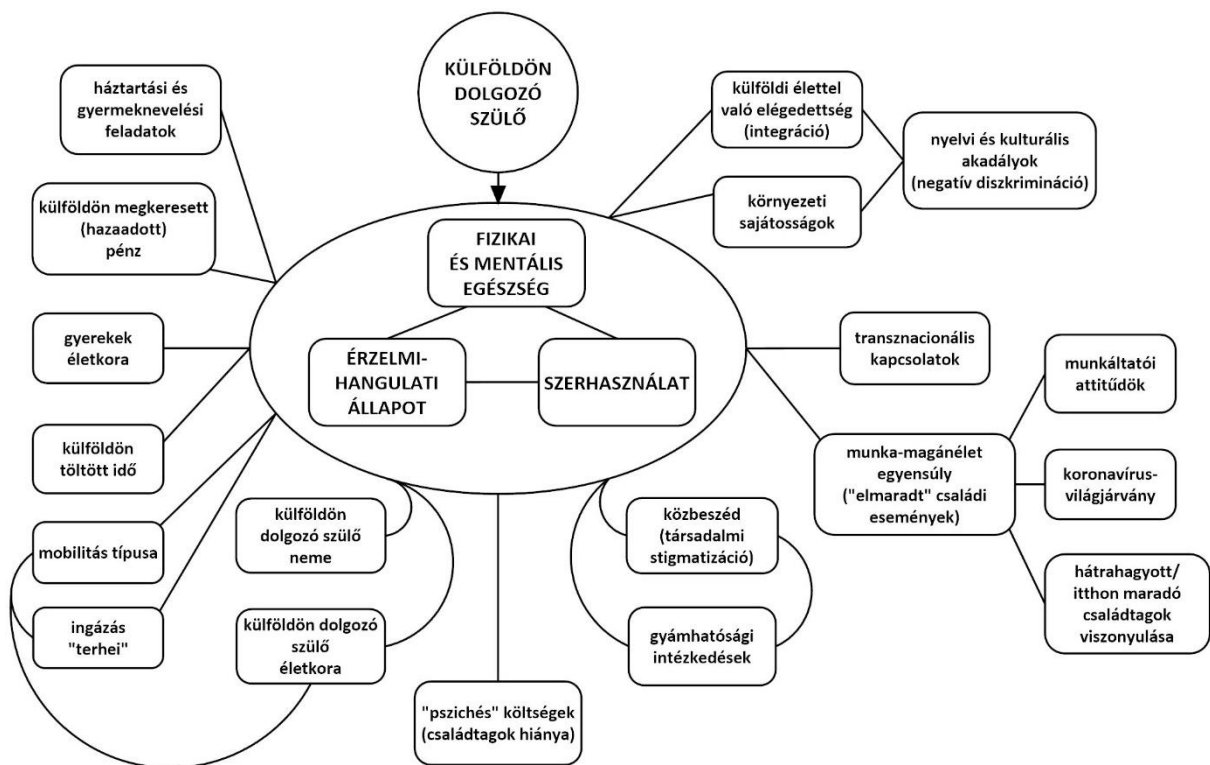 KÜLFÖLDÖN
DOLGOZÓ
SZÜLŐ
háztartási és
gyermeknevelési
feladatok
külföldi élettel
való elégedettség
(integráció)
nyelvi és kulturális
akadályok
(negatív diszkrimináció)
külföldön megkeresett
(hazaadott)
pénz
környezeti
sajátosságok
FIZIKAI
ÉS MENTÁLIS
EGÉSZSÉG
gyerekek
életkora
ÉRZELMI-
HANGULATI
ÁLLAPOT
SZERHASZNÁLAT
transznacionális
kapcsolatok
munkáltatói
attitűdök
külföldön
töltött idő
munka-magánélet
egyensúly
("elmaradt" családi
események)
koronavírus-
világjárvány
mobilitás típusa
külföldön
dolgozó szülő
neme
közbeszéd
(társadalmi
stigmatizáció)
hátrahagyott/
itthon maradó
családtagok
viszonyulása
ingázás
"terhei"
külföldön dolgozó
szülő
életkora
gyámhatósági
intézkedések
"pszichés" költségek
(családtagok hiánya)